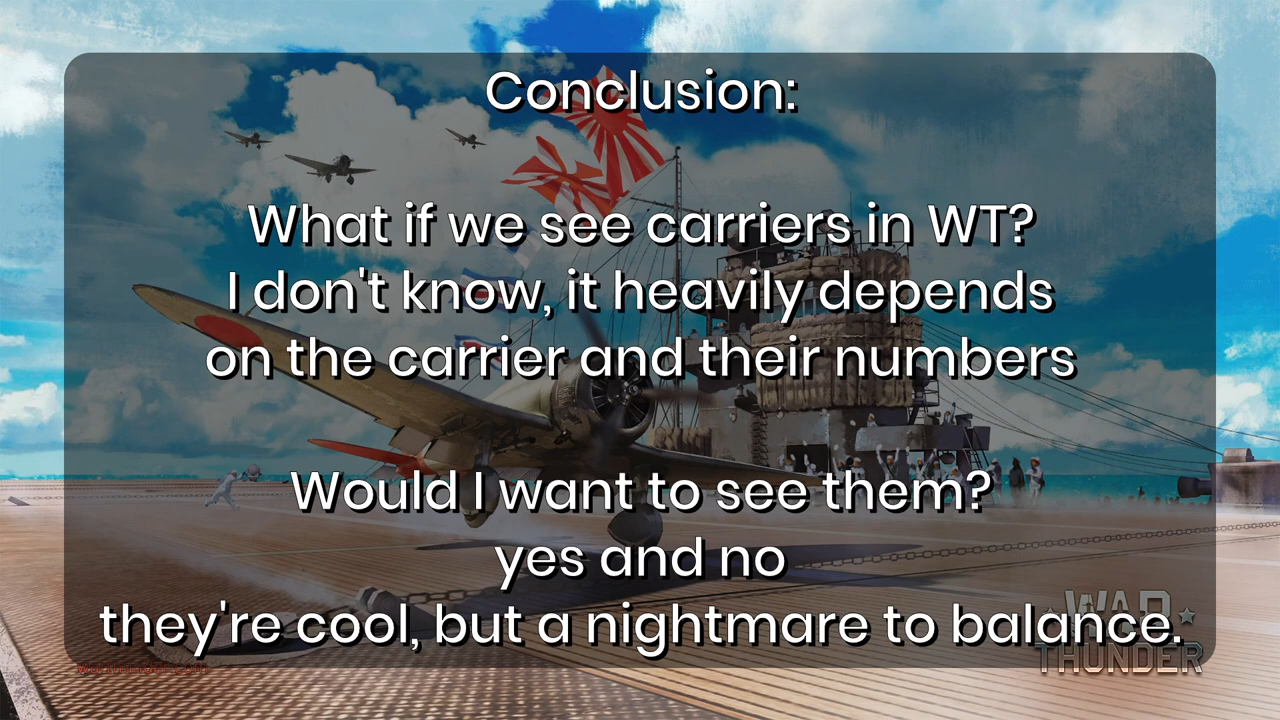 Conclusion:
What if we see carriers in WT?
I don't know, it heavily depends
on the carrier and their numbers
Would I want to see them?
yes and no
they're cool, but a nightmare to balance.
WAR
THUNDER